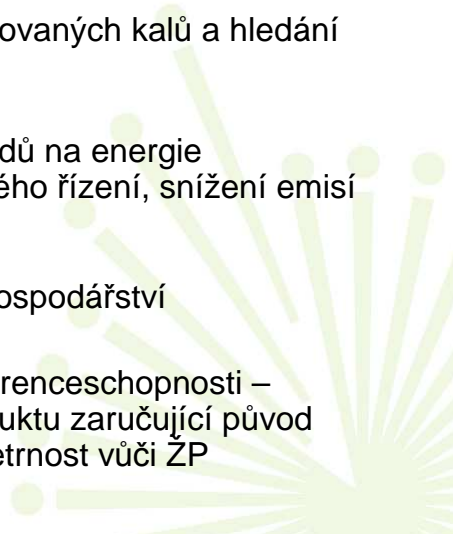 ovaných kalů a hledání
dů na energie
ého řízení, snížení emisí
ospodářství
renceschopnosti –
uktu zaručující původ
etrnost vůči ŽP